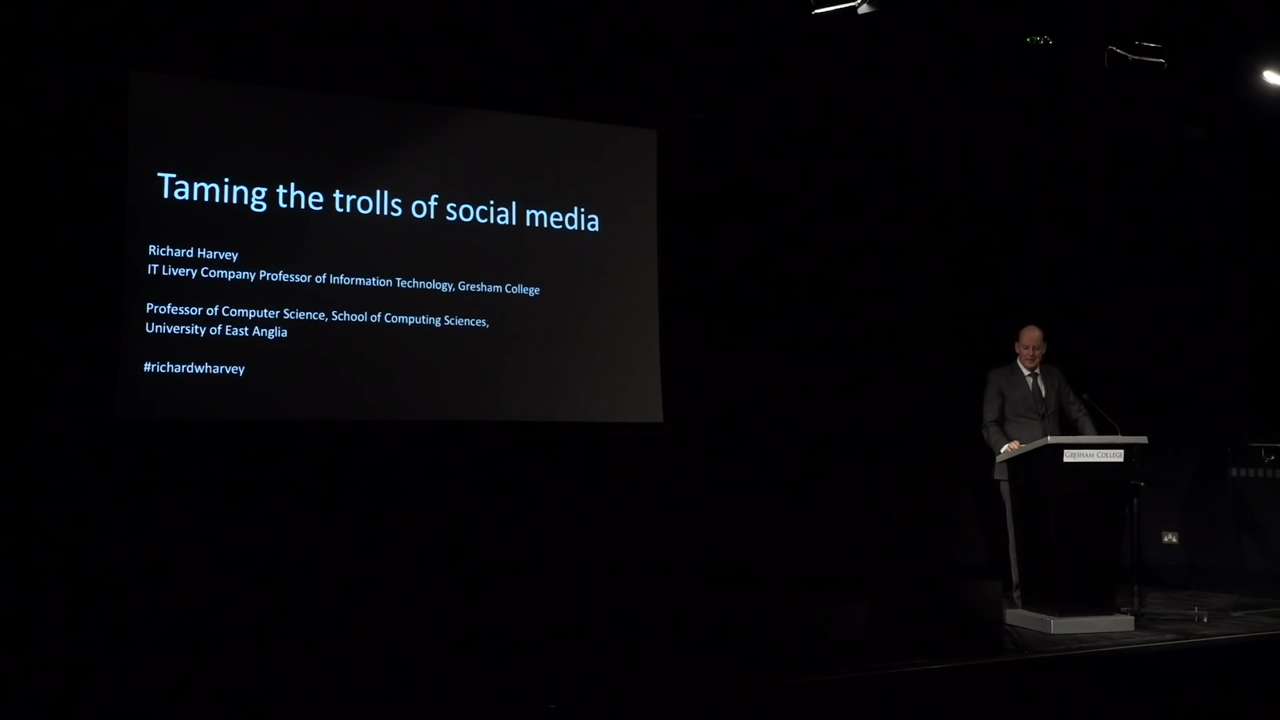 Taming the trolls of social media
Richard Harvey
IT Livery Company Professor of Information Technology, Gresham College
Professor of Computer Science, School of Computing Sciences,
University of East Anglia
#richardwharvey
GRESHAM COLLEGE